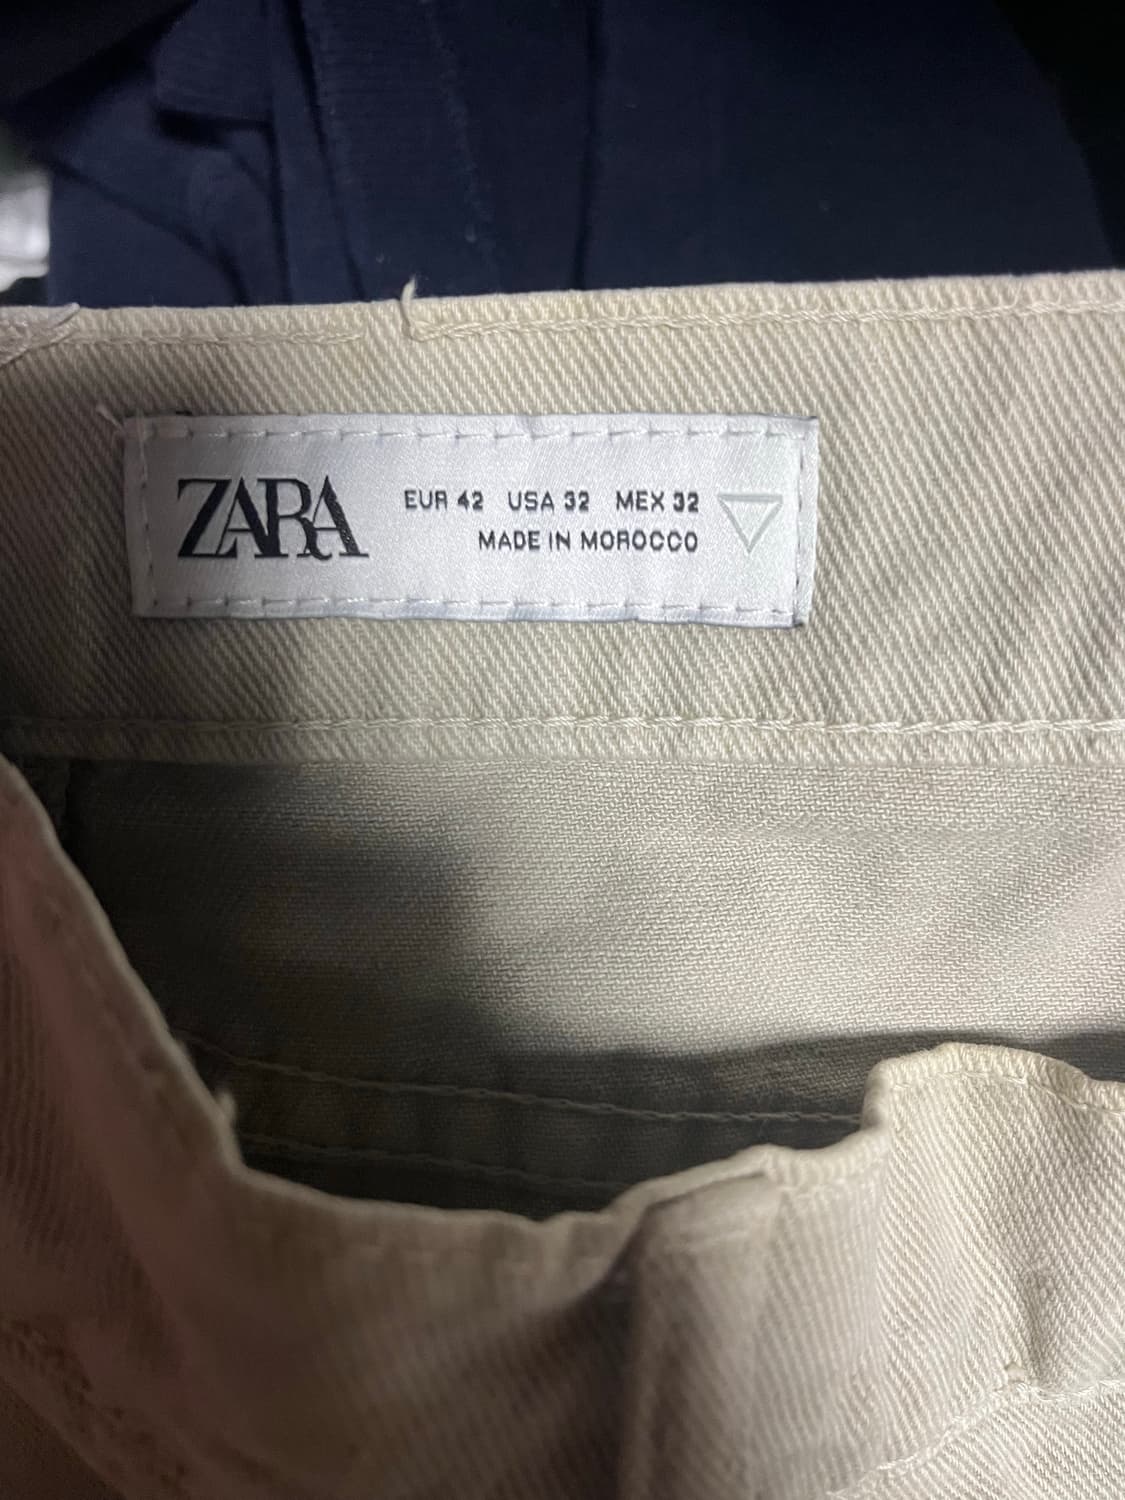 ZARA
EUR 42 USA 32 MEX 32
MADE IN MOROCCO